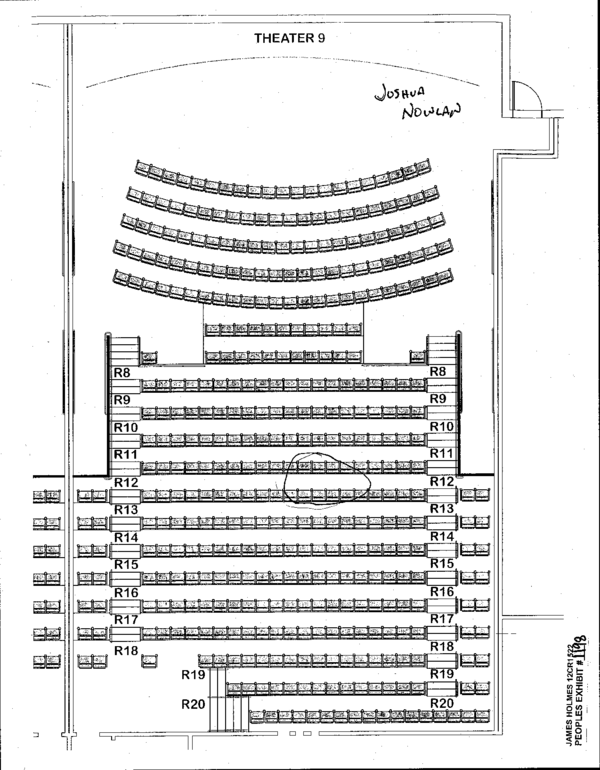 THEATER 9
JOSHUA
NOWLAN
R8 R8
R9 R9
R10 R10
R11 R11
R12 R12
R13 R13
R14 R14
R15 R15
R16 R16
R17 R17
R18 R18
R19 R19
R20 R20
JAMES HOLMES 12CR1522
PEOPLES EXHIBIT #1198